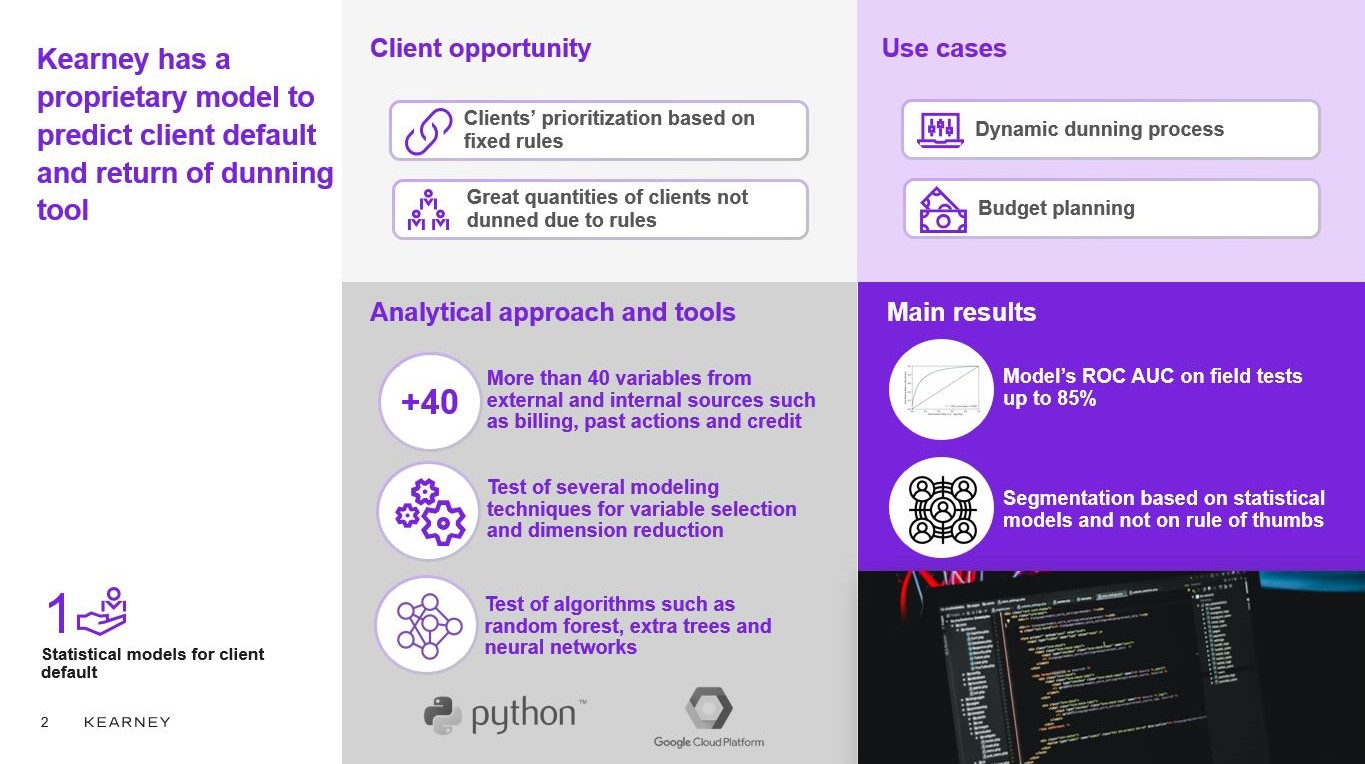 Kearney has a
proprietary model to
predict client default
and return of dunning
tool
1
Statistical models for client
default
2 KEARNEY
Client opportunity
Clients’ prioritization based on
fixed rules
Great quantities of clients not
dunned due to rules
Use cases
Dynamic dunning process
Budget planning
Analytical approach and tools
+40
More than 40 variables from
external and internal sources such
as billing, past actions and credit
Test of several modeling
techniques for variable selection
and dimension reduction
Test of algorithms such as
random forest, extra trees and
neural networks
python™
Google Cloud Platform
Main results
Model’s ROC AUC on field tests
up to 85%
Segmentation based on statistical
models and not on rule of thumbs